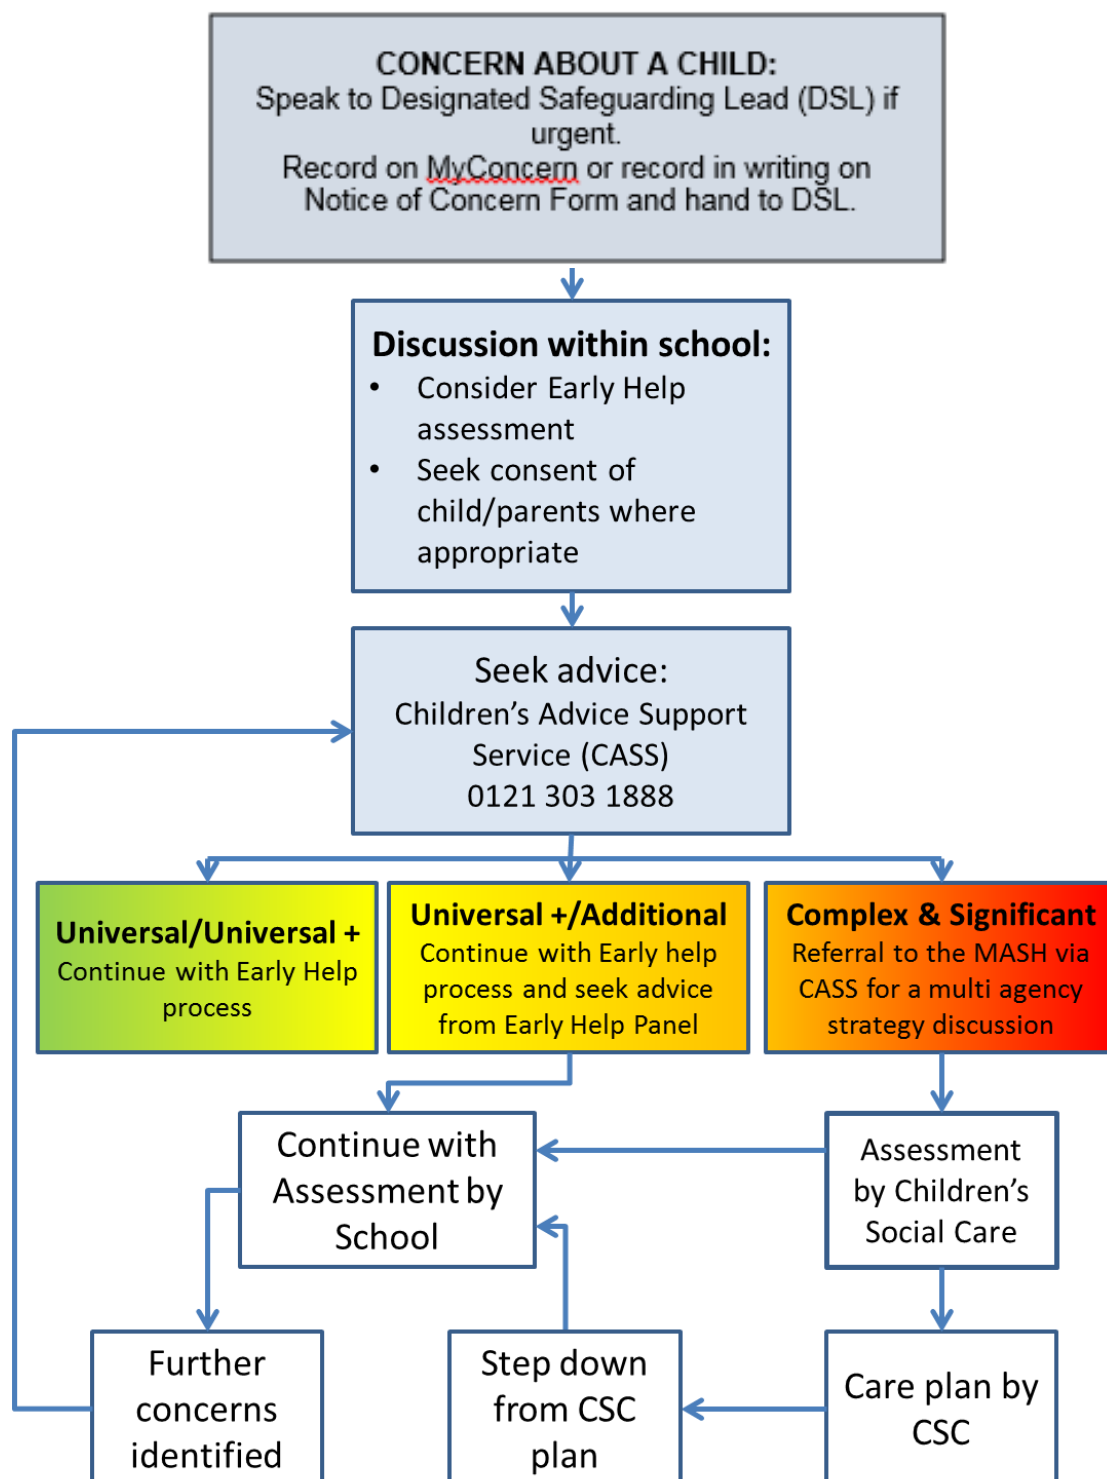 CONCERN ABOUT A CHILD:
Speak to Designated Safeguarding Lead (DSL) if
urgent.
Record on MyConcern or record in writing on
Notice of Concern Form and hand to DSL.
Discussion within school:
• Consider Early Help
assessment
• Seek consent of
child/parents where
appropriate
Seek advice:
Children’s Advice Support
Service (CASS)
0121 303 1888
Universal/Universal +
Continue with Early Help
process
Universal +/Additional
Continue with Early help
process and seek advice
from Early Help Panel
Complex & Significant
Referral to the MASH via
CASS for a multi agency
strategy discussion
Continue with
Assessment by
School
Assessment
by Children’s
Social Care
Further
concerns
identified
Step down
from CSC
plan
Care plan by
CSC